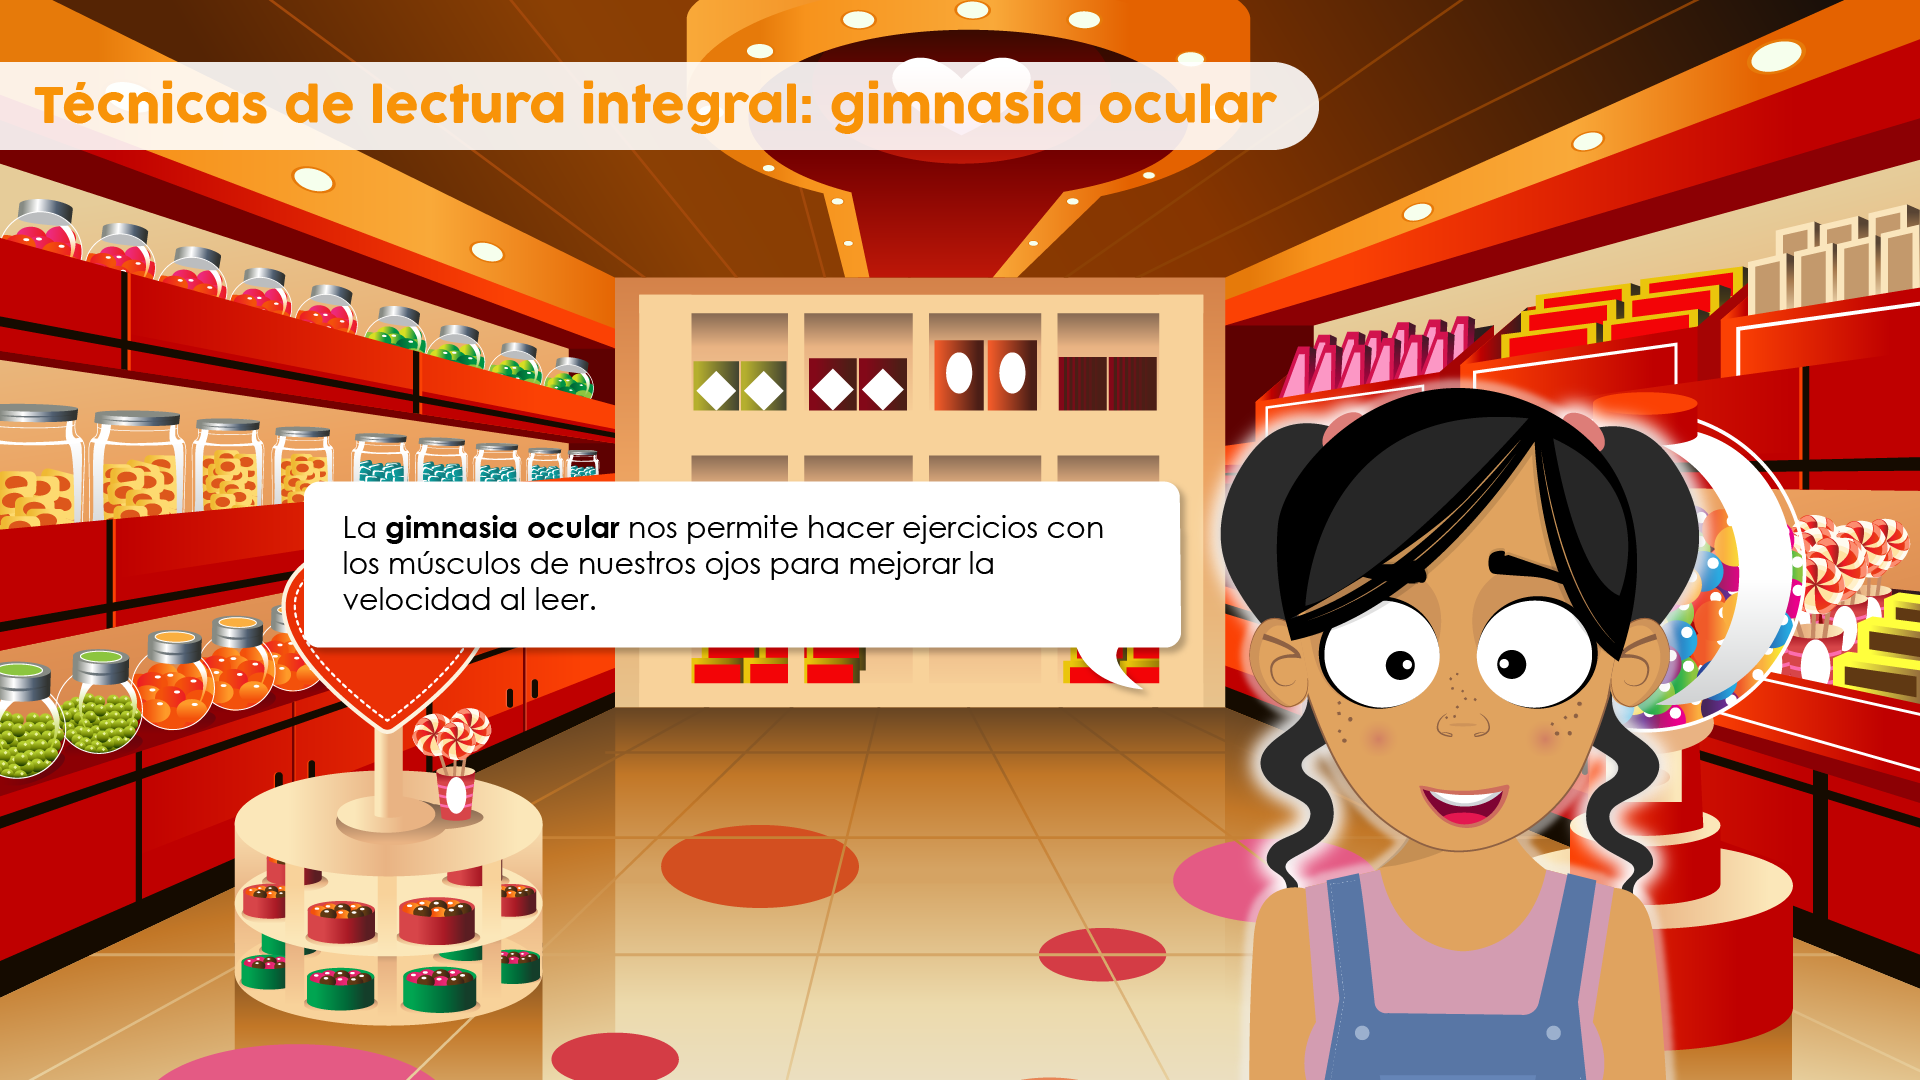 Técnicas de lectura integral: gimnasia ocular
La gimnasia ocular nos permite hacer ejercicios con
los músculos de nuestros ojos para mejorar la
velocidad al leer.